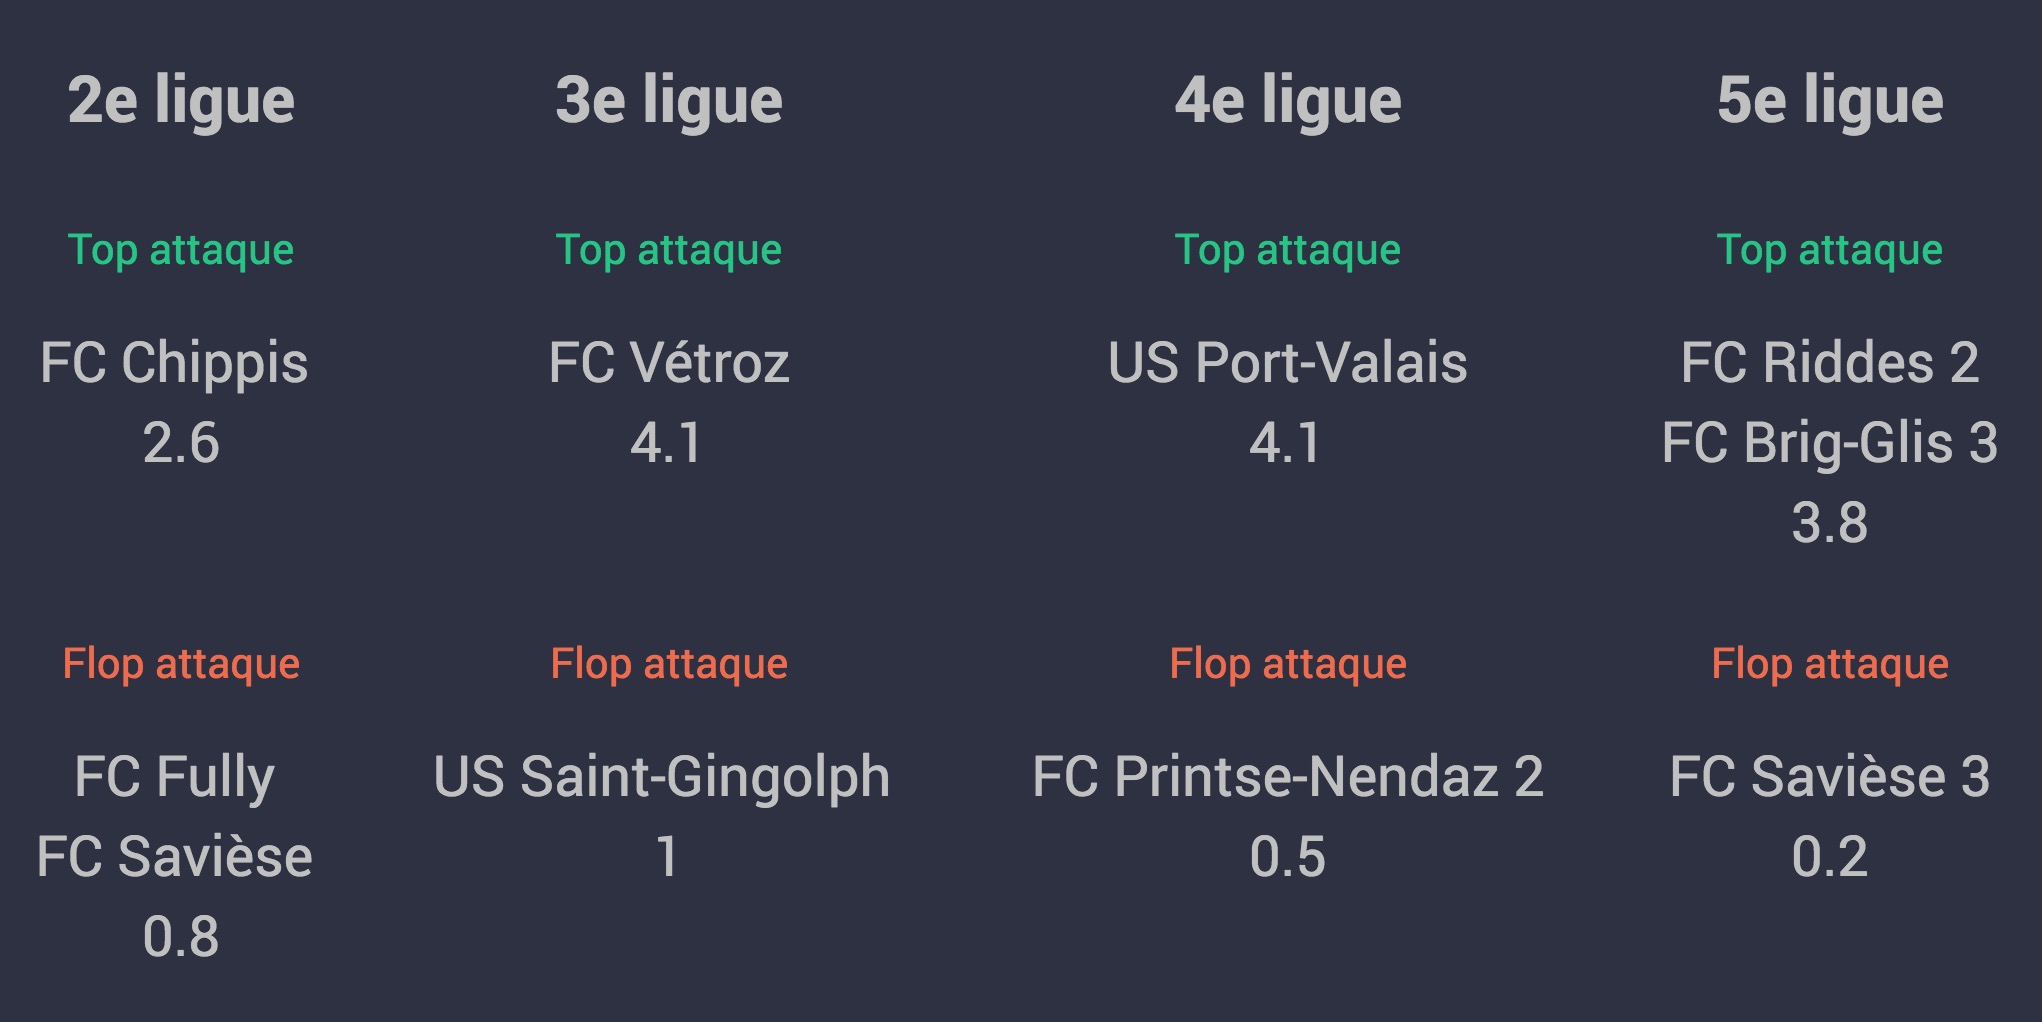 2e ligue
Top attaque
FC Chippis
2.6
Flop attaque
FC Fully
FC Savièse
0.8
3e ligue
Top attaque
FC Vétroz
4.1
Flop attaque
US Saint-Gingolph
1
4e ligue
Top attaque
US Port-Valais
4.1
Flop attaque
FC Printse-Nendaz 2
0.5
5e ligue
Top attaque
FC Riddes 2
FC Brig-Glis 3
3.8
Flop attaque
FC Savièse 3
0.2